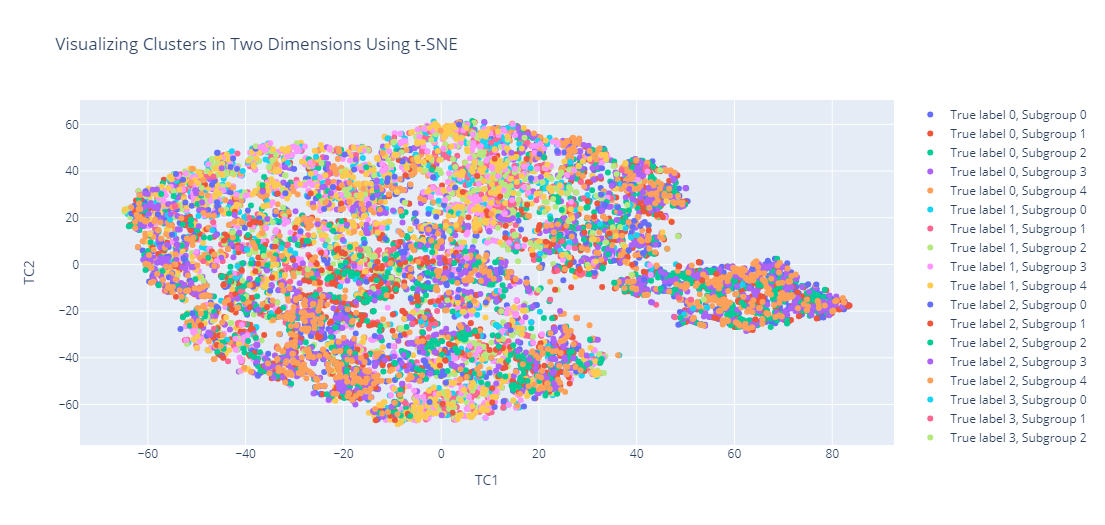 Visualizing Clusters in Two Dimensions Using t-SNE
60
40
20
0
−20
−40
−60
TC2
−60
−40
−20
0
20
40
60
80
TC1
True label 0, Subgroup 0
True label 0, Subgroup 1
True label 0, Subgroup 2
True label 0, Subgroup 3
True label 0, Subgroup 4
True label 1, Subgroup 0
True label 1, Subgroup 1
True label 1, Subgroup 2
True label 1, Subgroup 3
True label 1, Subgroup 4
True label 2, Subgroup 0
True label 2, Subgroup 1
True label 2, Subgroup 2
True label 2, Subgroup 3
True label 2, Subgroup 4
True label 3, Subgroup 0
True label 3, Subgroup 1
True label 3, Subgroup 2